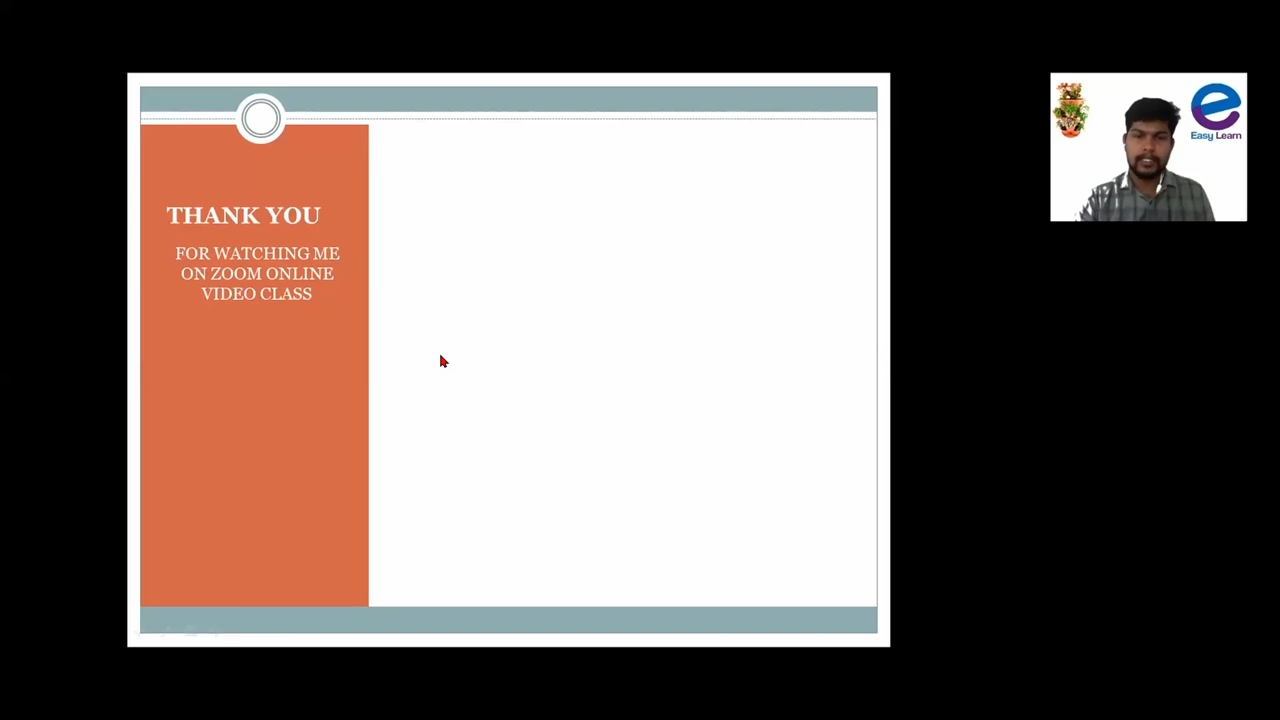 THANK YOU
FOR WATCHING ME
ON ZOOM ONLINE
VIDEO CLASS
Easy Learn